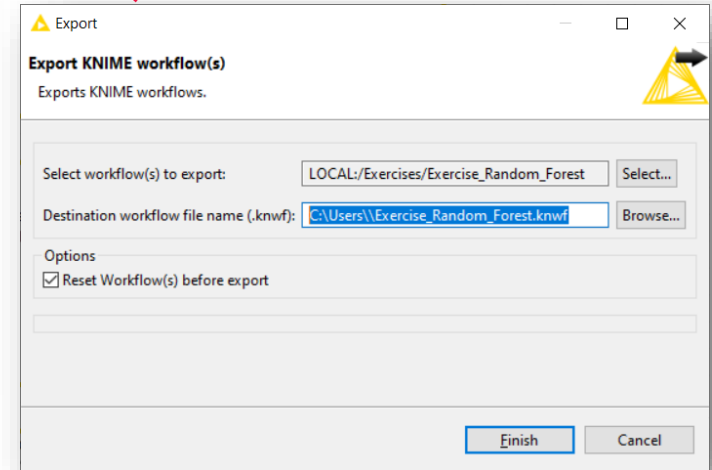 Export
Export KNIME workflow(s)
Exports KNIME workflows.
Select workflow(s) to export: LOCAL:/Exercises/Exercise_Random_Forest Select...
Destination workflow file name (.knwf): C:\Users\\Exercise_Random_Forest.knwf Browse...
Options
Reset Workflow(s) before export
Finish Cancel